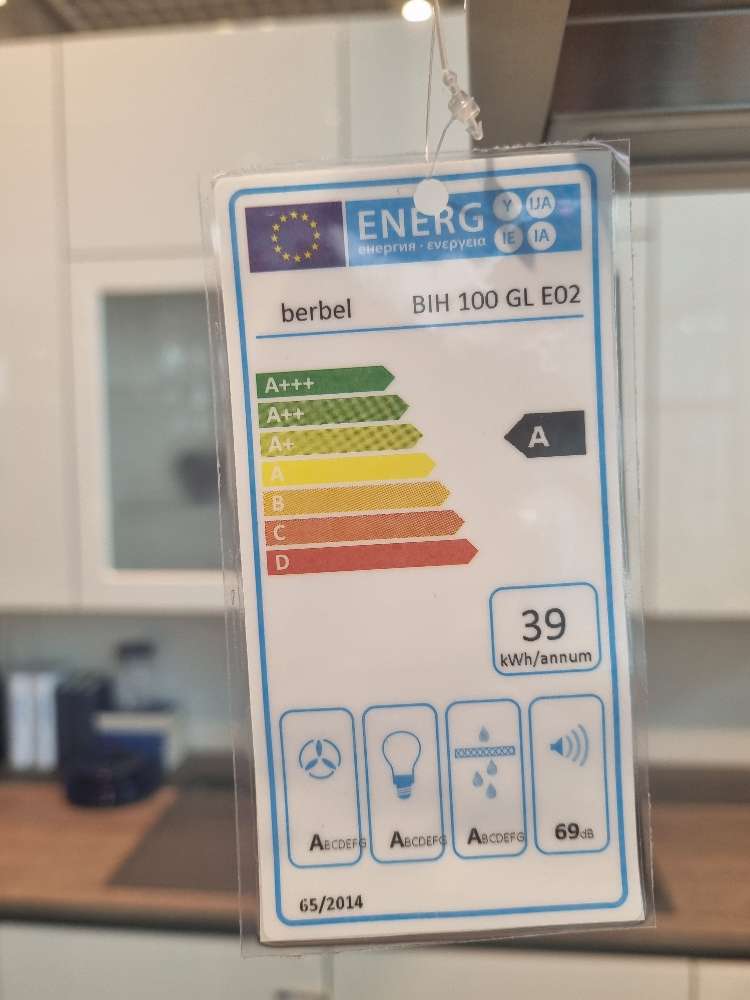 ENERG
енергия · ενεργεια
Y IJA
IE IA
berbel BIH 100 GL E02
A+++
A++
A+
A
B
C
D
A
39
kWh/annum
ABCDEFG ABCDEFG ABCDEFG 69dB
65/2014